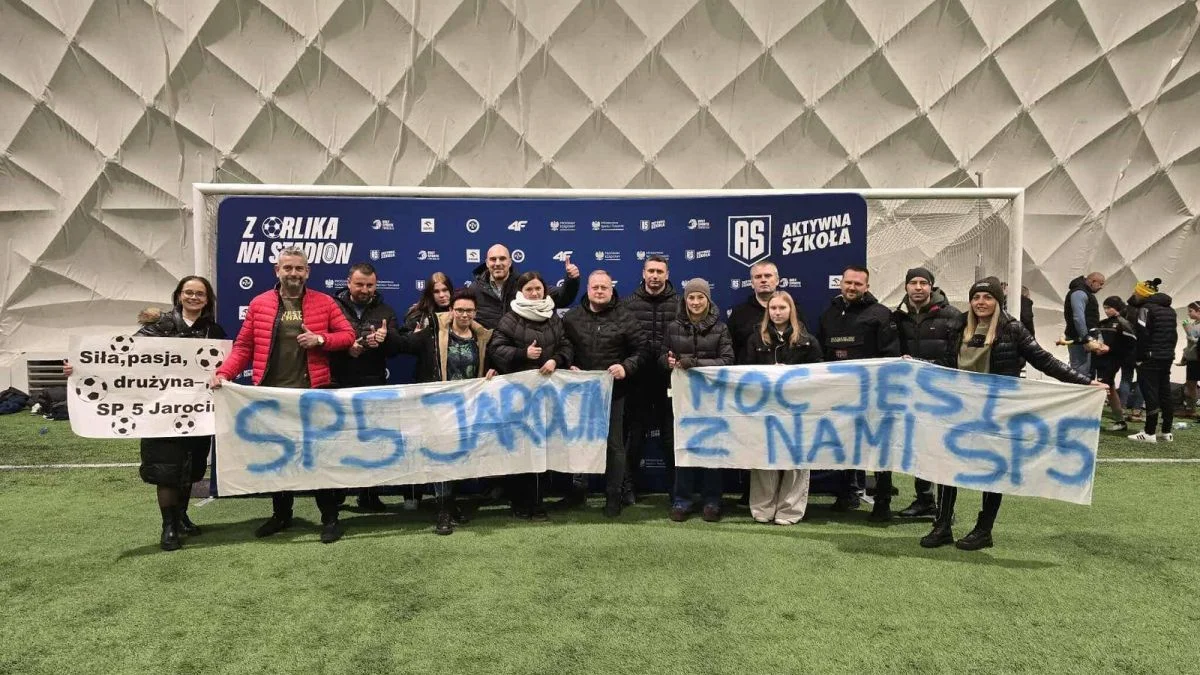 Z ORLIKA
NA STADION
4F
AS
AKTYWNA
SZKOŁA
Siła,pasja,
drużyna-
SP 5 Jarocin
SP5 JAROCIN
MOC JEST
Z NAMI SP5